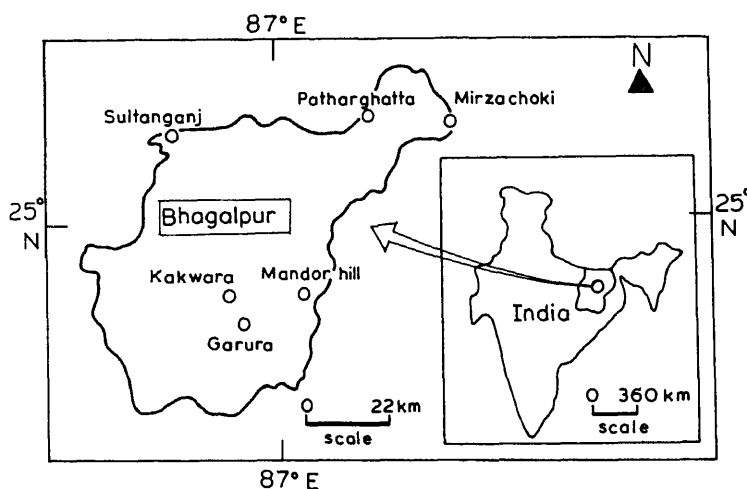 87° E
N
Sultanganj
Patharghatta
Mirzachoki
25°
N
25°
N
Bhagalpur
Kakwara
Mandor hill
Garura
India
0 22 km
scale
0 360 km
scale
87° E